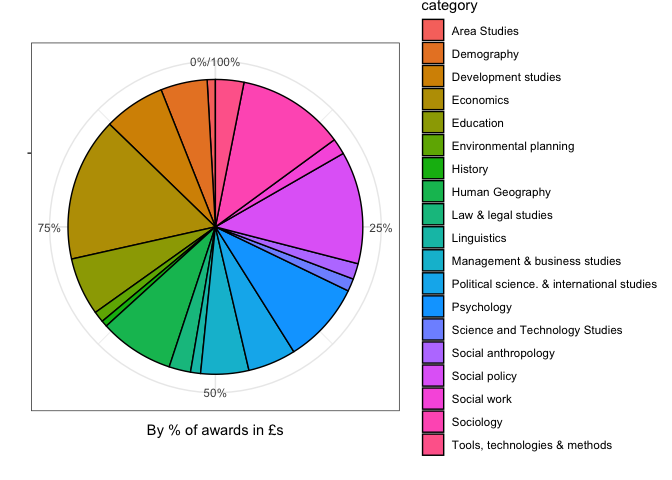 category
Area Studies
Demography
Development studies
Economics
Education
Environmental planning
History
Human Geography
Law & legal studies
Linguistics
Management & business studies
Political science. & international studies
Psychology
Science and Technology Studies
Social anthropology
Social policy
Social work
Sociology
Tools, technologies & methods
0%/100%
25%
50%
75%
By % of awards in £s